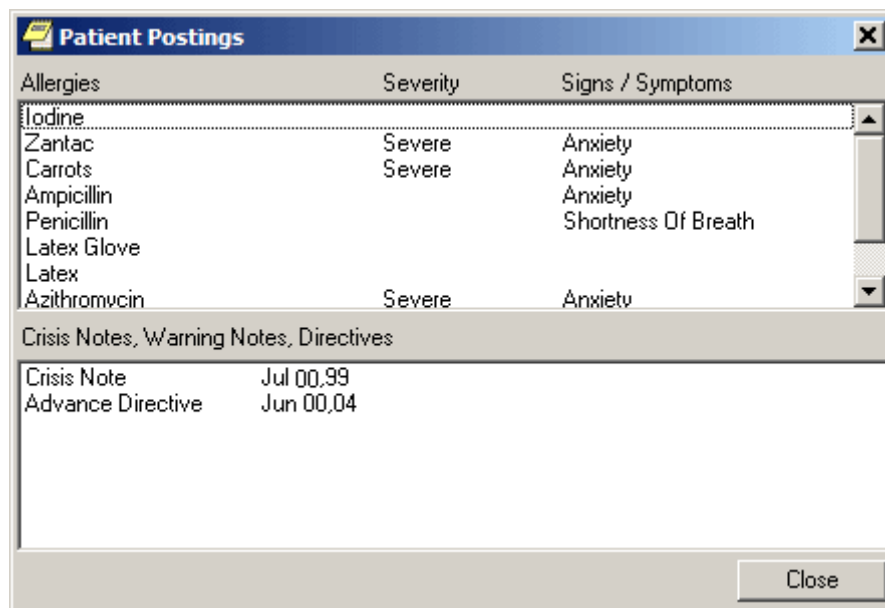 Patient Postings
Allergies Severity Signs / Symptoms
Iodine
Zantac Severe Anxiety
Carrots Severe Anxiety
Ampicillin Anxiety
Penicillin Shortness Of Breath
Latex Glove
Latex
Azithromycin Severe Anxiety
Crisis Notes, Warning Notes, Directives
Crisis Note Jul 00,99
Advance Directive Jun 00,04
Close